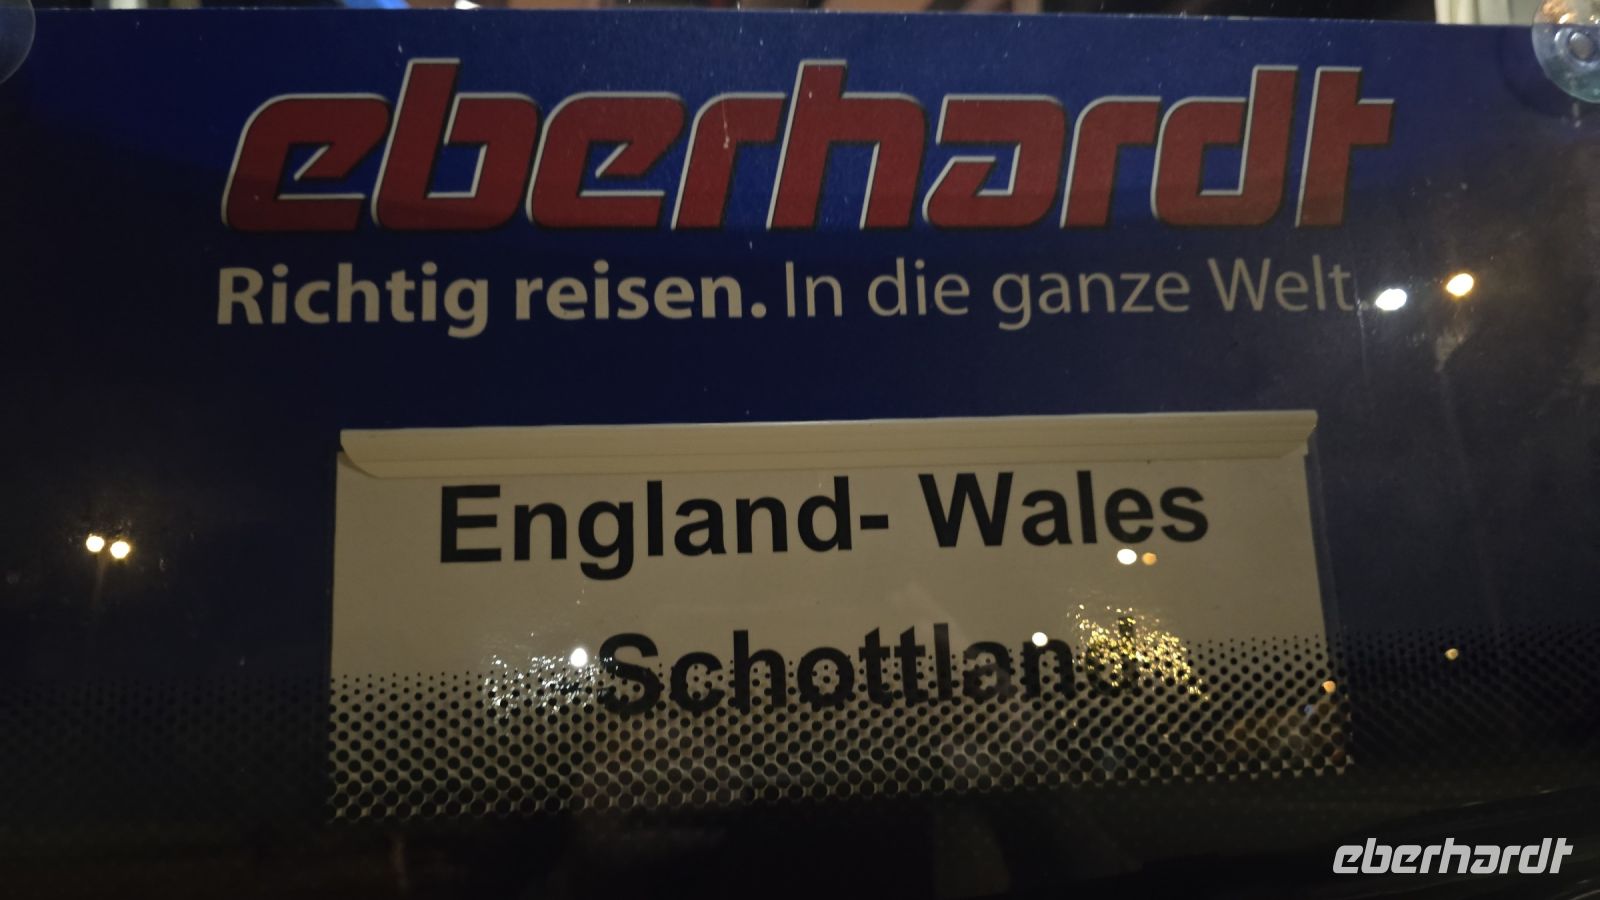 eberhardt
Richtig reisen. In die ganze Welt.
England- Wales
Schottland
eberhardt